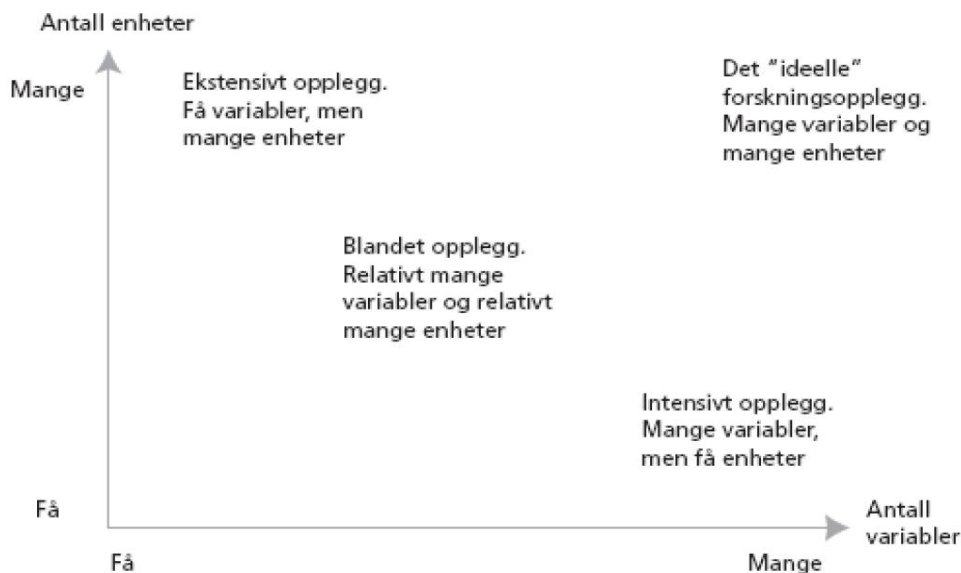 Antall enheter
Mange
Ekstensivt opplegg.
Få variabler, men
mange enheter
Det "ideelle"
forskningsopplegg.
Mange variabler og
mange enheter
Blandet opplegg.
Relativt mange
variabler og relativt
mange enheter
Intensivt opplegg.
Mange variabler,
men få enheter
Få
Antall
variabler
Få
Mange